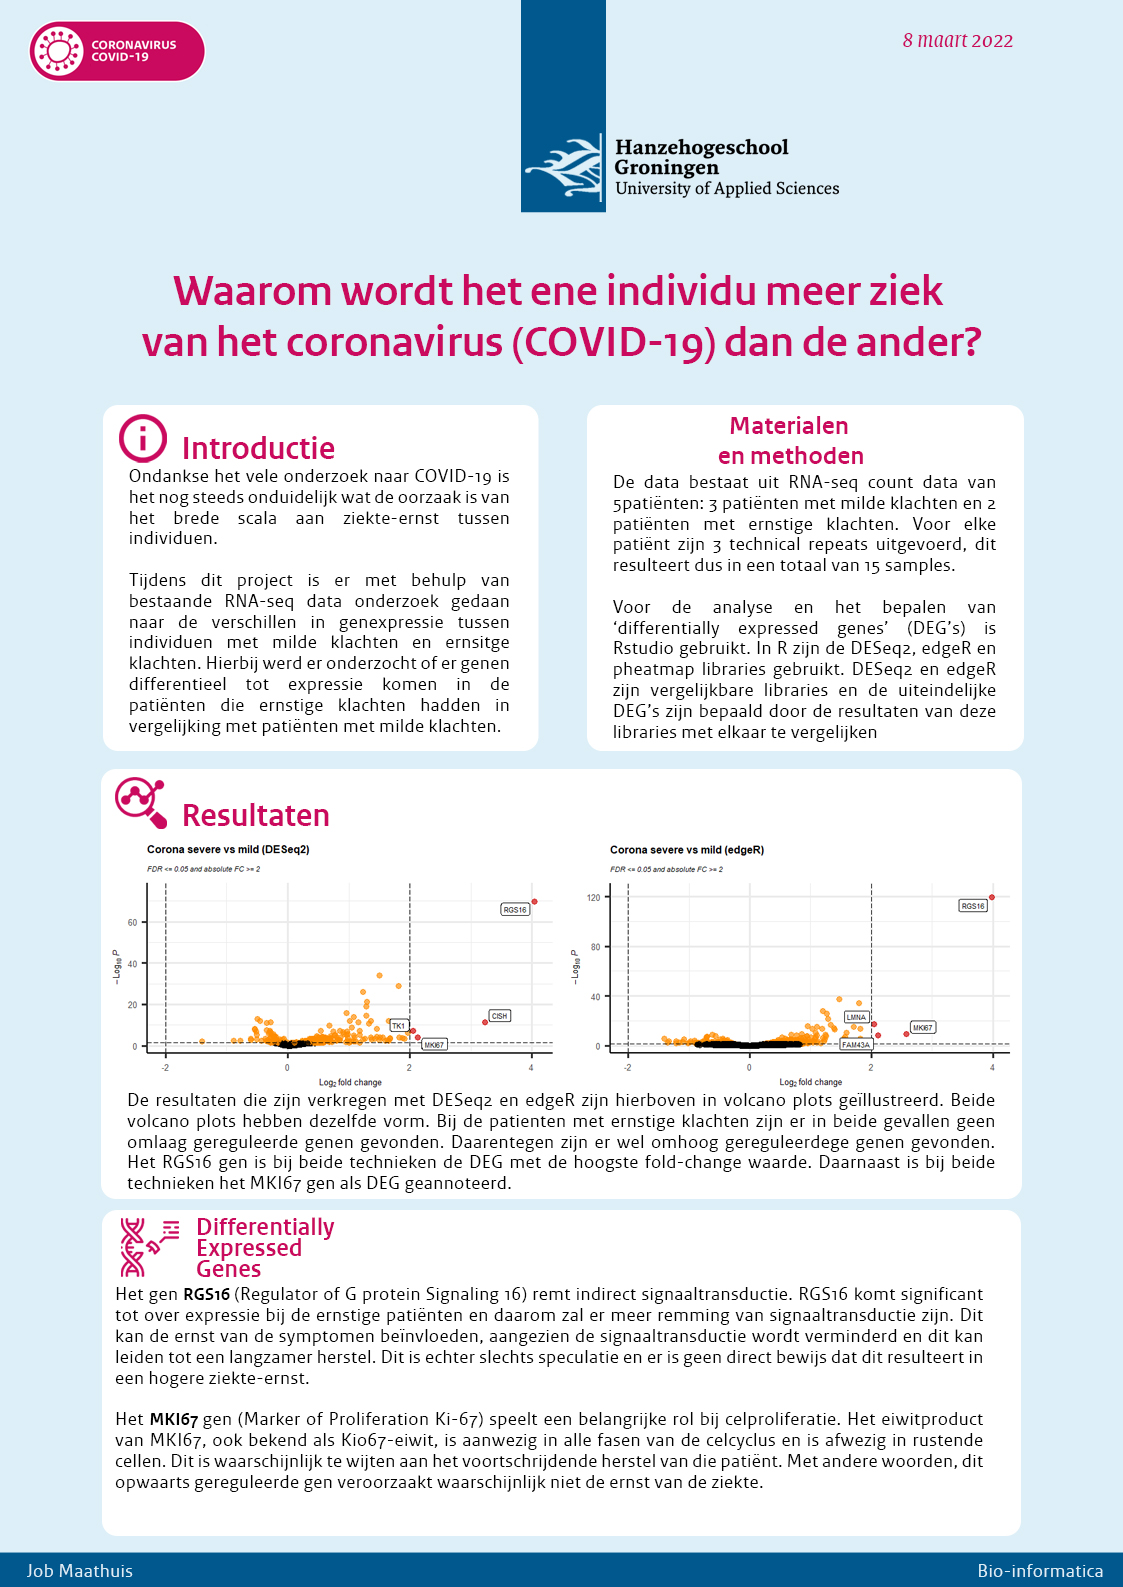 8 maart 2022
CORONAVIRUS
COVID-19
Hanzehogeschool
Groningen
University of Applied Sciences
Waarom wordt het ene individu meer ziek
van het coronavirus (COVID-19) dan de ander?
Introductie
Ondankse het vele onderzoek naar COVID-19 is
het nog steeds onduidelijk wat de oorzaak is van
het brede scala aan ziekte-ernst tussen
individuen.
Tijdens dit project is er met behulp van
bestaande RNA-seq data onderzoek gedaan
naar de verschillen in genexpressie tussen
individuen met milde klachten en ernsitge
klachten. Hierbij werd er onderzocht of er genen
differentieel tot expressie komen in de
patiënten die ernstige klachten hadden in
vergelijking met patiënten met milde klachten.
Materialen
en methoden
De data bestaat uit RNA-seq count data van
5patiënten; 3 patiënten met milde klachten en 2
patiënten met ernstige klachten. Voor elke
patiënt zijn 3 technical repeats uitgevoerd, dit
resulteert dus in een totaal van 15 samples.
Voor de analyse en het bepalen van
‘differentially expressed genes’ (DEG’s) is
Rstudio gebruikt. In R zijn de DESeq2, edgeR en
pheatmap libraries gebruikt. DESeq2 en edgeR
zijn vergelijkbare libraries en de uiteindelijke
DEG’s zijn bepaald door de resultaten van deze
libraries met elkaar te vergelijken
Resultaten
Corona severe vs mild (DESeq2)
FDR <= 0.05 and absolute FC >= 2
−Log10 P
60
40
20
0
RGS16
CISH
TK1
MKI67
-2
0
2
4
Log2 fold change
Corona severe vs mild (edgeR)
FDR <= 0.05 and absolute FC >= 2
−Log10 P
120
80
40
0
RGS16
MKI67
LMNA
FAM43A
-2
0
2
4
Log2 fold change
De resultaten die zijn verkregen met DESeq2 en edgeR zijn hierboven in volcano plots geïllustreerd. Beide
volcano plots hebben dezelfde vorm. Bij de patienten met ernstige klachten zijn er in beide gevallen geen
omlaag gereguleerde genen gevonden. Daarentegen zijn er wel omhoog gereguleerdege genen gevonden.
Het RGS16 gen is bij beide technieken de DEG met de hoogste fold-change waarde. Daarnaast is bij beide
technieken het MKI67 gen als DEG geannoteerd.
Differentially
Expressed
Genes
Het gen RGS16 (Regulator of G protein Signaling 16) remt indirect signaaltransductie. RGS16 komt significant
tot over expressie bij de ernstige patiënten en daarom zal er meer remming van signaaltransductie zijn. Dit
kan de ernst van de symptomen beinvloeden, aangezien de signaaltransductie wordt verminderd en dit kan
leiden tot een langzamer herstel. Dit is echter slechts speculatie en er is geen direct bewijs dat dit resulteert in
een hogere ziekte-ernst.
Het MKI67 gen (Marker of Proliferation Ki-67) speelt een belangrijke rol bij celproliferatie. Het eiwitproduct
van MKI67, ook bekend als Kio67-eiwit, is aanwezig in alle fasen van de celcyclus en is afwezig in rustende
cellen. Dit is waarschijnlijk te wijten aan het voortschrijdende herstel van die patiënt. Met andere woorden, dit
opwaarts gereguleerde gen veroorzaakt waarschijnlijk niet de ernst van de ziekte.
Job Maathuis
Bio-informatica